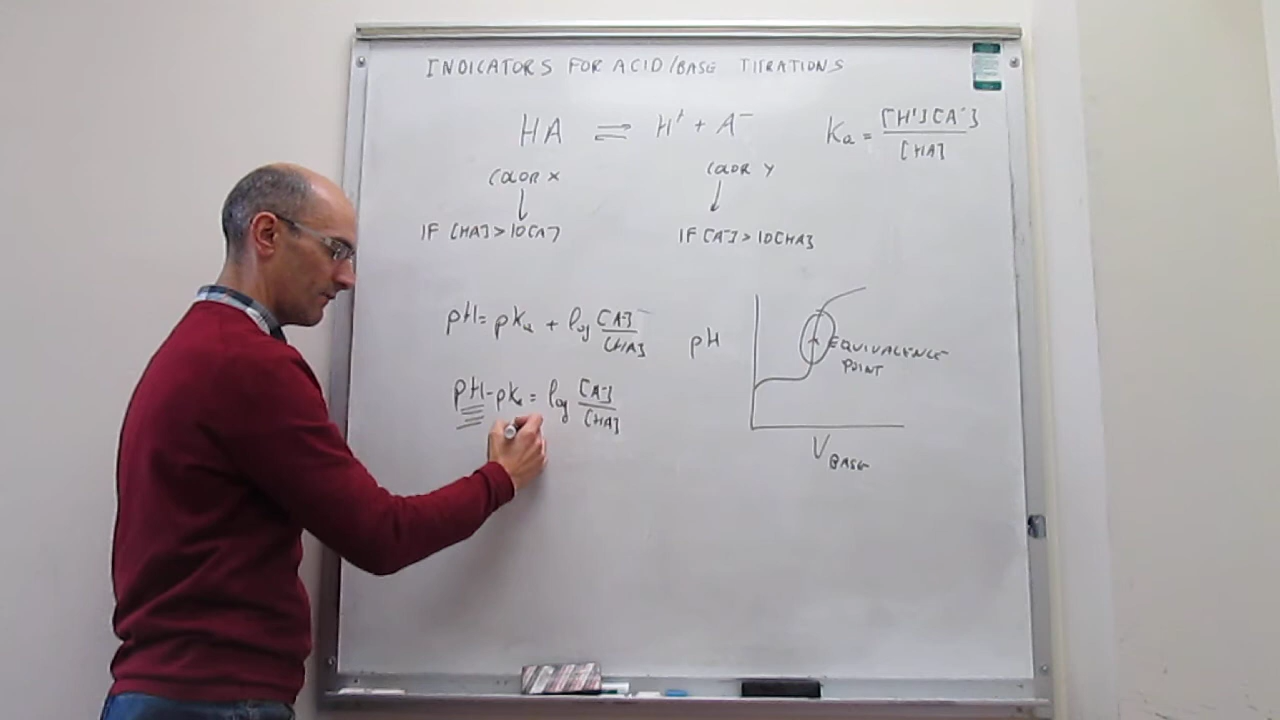 INDICATORS FOR ACID/BASE TITRATIONS
HA ⇌ H⁺ + A⁻
Ka = [H⁺][A⁻] / [HA]
COLOR X
COLOR Y
IF [HA] > 10[A⁻]
IF [A⁻] > 10[HA]
pH = pKa + log [A⁻] / [HA]
pH
EQUIVALENCE
POINT
pH - pKa = log [A⁻] / [HA]
V BASE